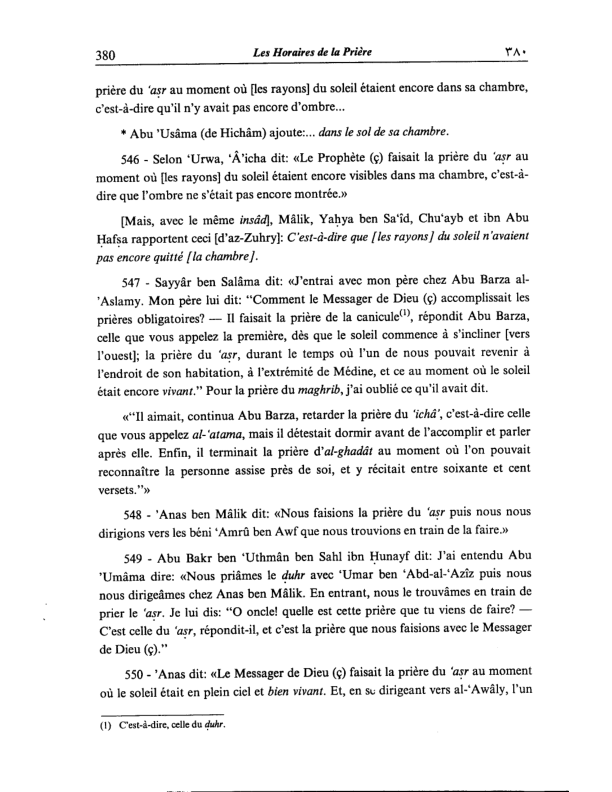 380 Les Horaires de la Prière ٣٨٠
prière du 'aṣr au moment où [les rayons] du soleil étaient encore dans sa chambre,
c'est-à-dire qu'il n'y avait pas encore d'ombre...
* Abu 'Usâma (de Hichâm) ajoute:... dans le sol de sa chambre.
546 - Selon ‘Urwa, ‘Â'icha dit: «Le Prophète (ç) faisait la prière du ‘aṣr au
moment où [les rayons] du soleil étaient encore visibles dans ma chambre, c'est-à-
dire que l'ombre ne s'était pas encore montrée.»
[Mais, avec le même insâd], Mâlik, Yaḥya ben Sa‘îd, Chu‘ayb et ibn Abu
Ḥafṣa rapportent ceci [d'az-Zuhry]: C'est-à-dire que [les rayons] du soleil n'avaient
pas encore quitté [la chambre].
547 - Sayyâr ben Salâma dit: «J'entrai avec mon père chez Abu Barza al-
'Aslamy. Mon père lui dit: “Comment le Messager de Dieu (ç) accomplissait les
prières obligatoires? — Il faisait la prière de la canicule(1), répondit Abu Barza,
celle que vous appelez la première, dès que le soleil commence à s'incliner [vers
l'ouest]; la prière du ‘aṣr, durant le temps où l'un de nous pouvait revenir à
l'endroit de son habitation, à l'extrémité de Médine, et ce au moment où le soleil
était encore vivant.” Pour la prière du maghrib, j'ai oublié ce qu'il avait dit.
«“Il aimait, continua Abu Barza, retarder la prière du ‘ichâ', c'est-à-dire celle
que vous appelez al-‘atama, mais il détestait dormir avant de l'accomplir et parler
après elle. Enfin, il terminait la prière d'al-ghadât au moment où l'on pouvait
reconnaître la personne assise près de soi, et y récitait entre soixante et cent
versets.”»
548 - 'Anas ben Mâlik dit: «Nous faisions la prière du ‘aṣr puis nous nous
dirigions vers les béni ‘Amrû ben Awf que nous trouvions en train de la faire.»
549 - Abu Bakr ben ‘Uthmân ben Sahl ibn Ḥunayf dit: J'ai entendu Abu
'Umâma dire: «Nous priâmes le ḍuhr avec ‘Umar ben ‘Abd-al-‘Azîz puis nous
nous dirigeâmes chez Anas ben Mâlik. En entrant, nous le trouvâmes en train de
prier le ‘aṣr. Je lui dis: “O oncle! quelle est cette prière que tu viens de faire? —
C'est celle du ‘aṣr, répondit-il, et c'est la prière que nous faisions avec le Messager
de Dieu (ç).”
550 - 'Anas dit: «Le Messager de Dieu (ç) faisait la prière du ‘aṣr au moment
où le soleil était en plein ciel et bien vivant. Et, en se dirigeant vers al-‘Awâly, l'un
(1) C'est-à-dire, celle du ḍuhr.